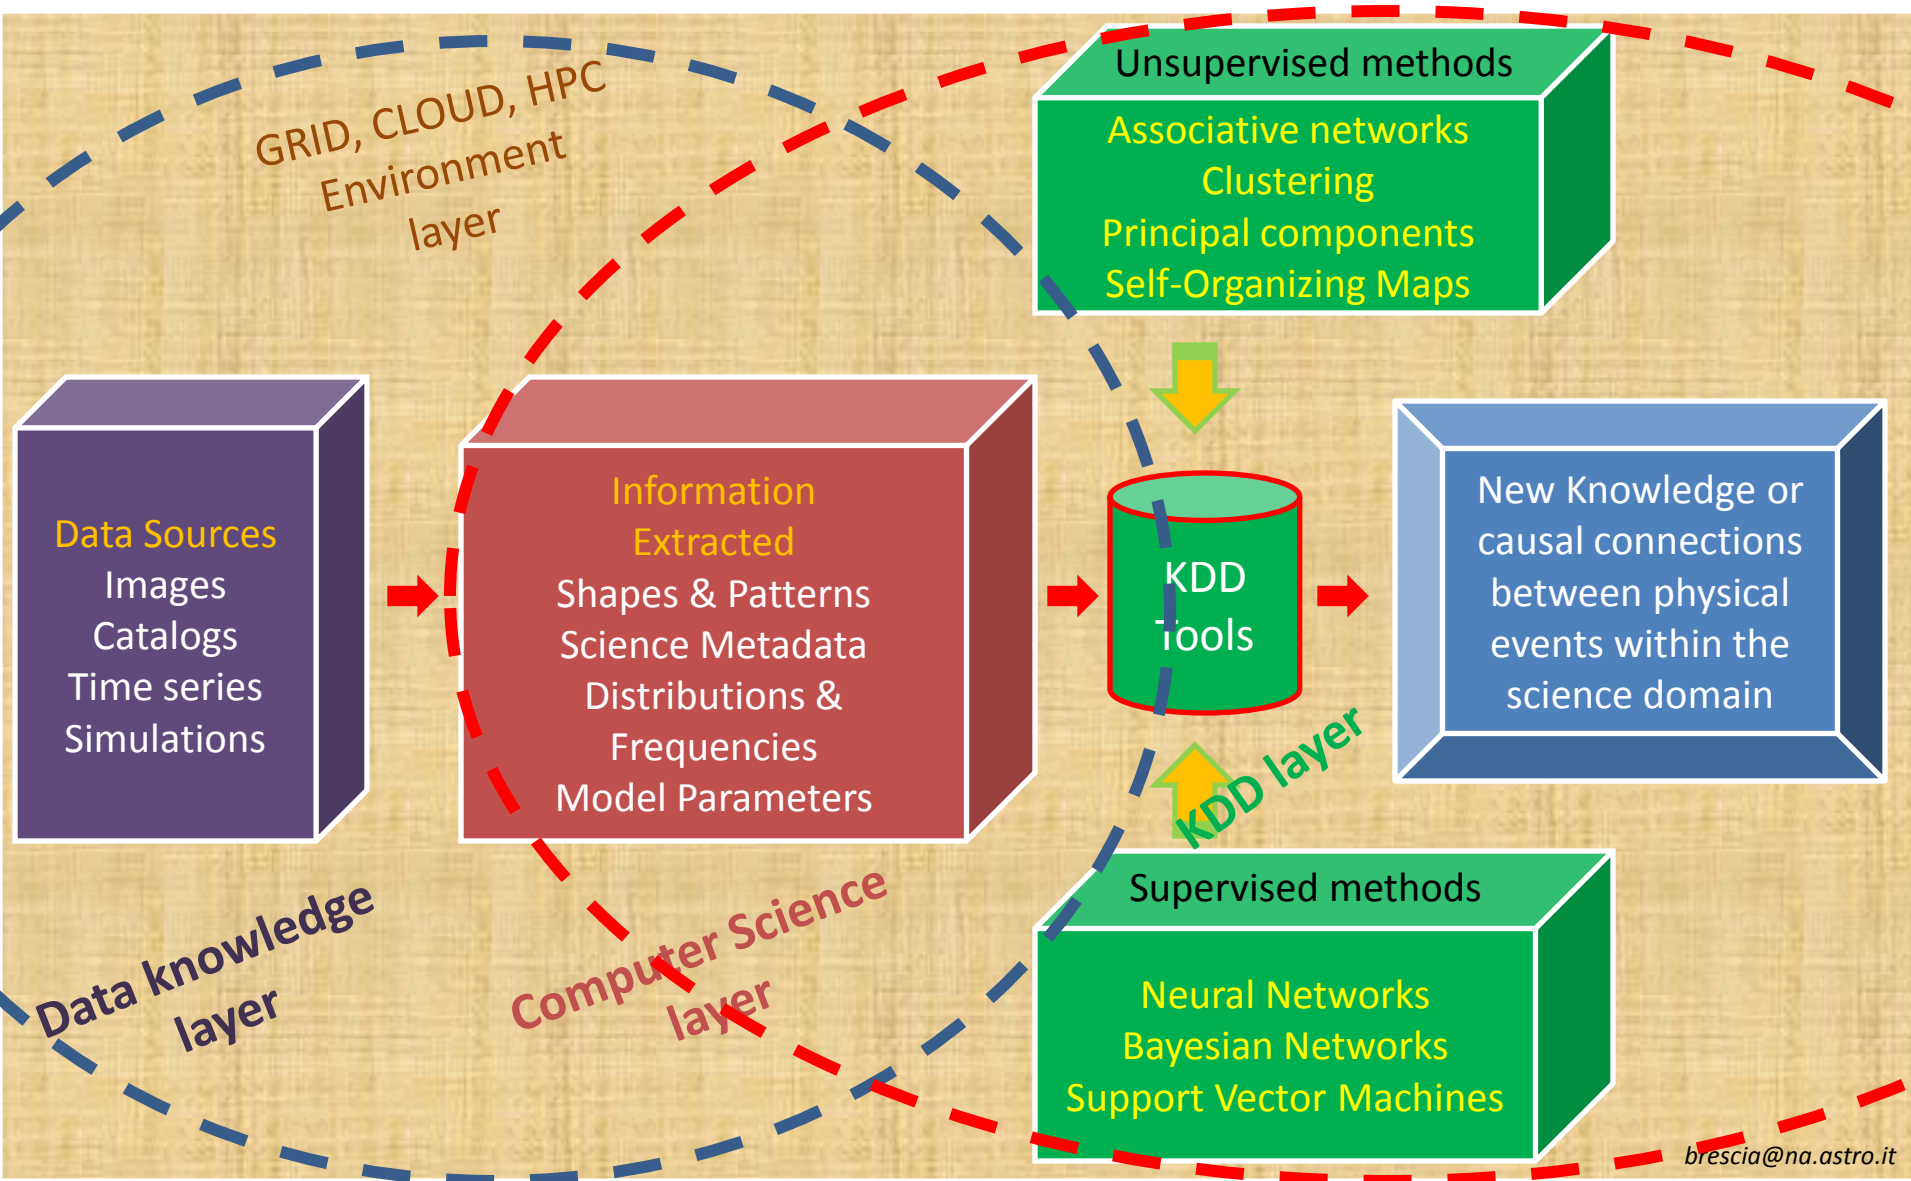 GRID, CLOUD, HPC
Environment
layer
Unsupervised methods
Associative networks
Clustering
Principal components
Self-Organizing Maps
Data Sources
Images
Catalogs
Time series
Simulations
Information
Extracted
Shapes & Patterns
Science Metadata
Distributions &
Frequencies
Model Parameters
KDD
Tools
New Knowledge or
causal connections
between physical
events within the
science domain
KDD layer
Data knowledge
layer
Computer Science
layer
Supervised methods
Neural Networks
Bayesian Networks
Support Vector Machines
brescia@na.astro.it